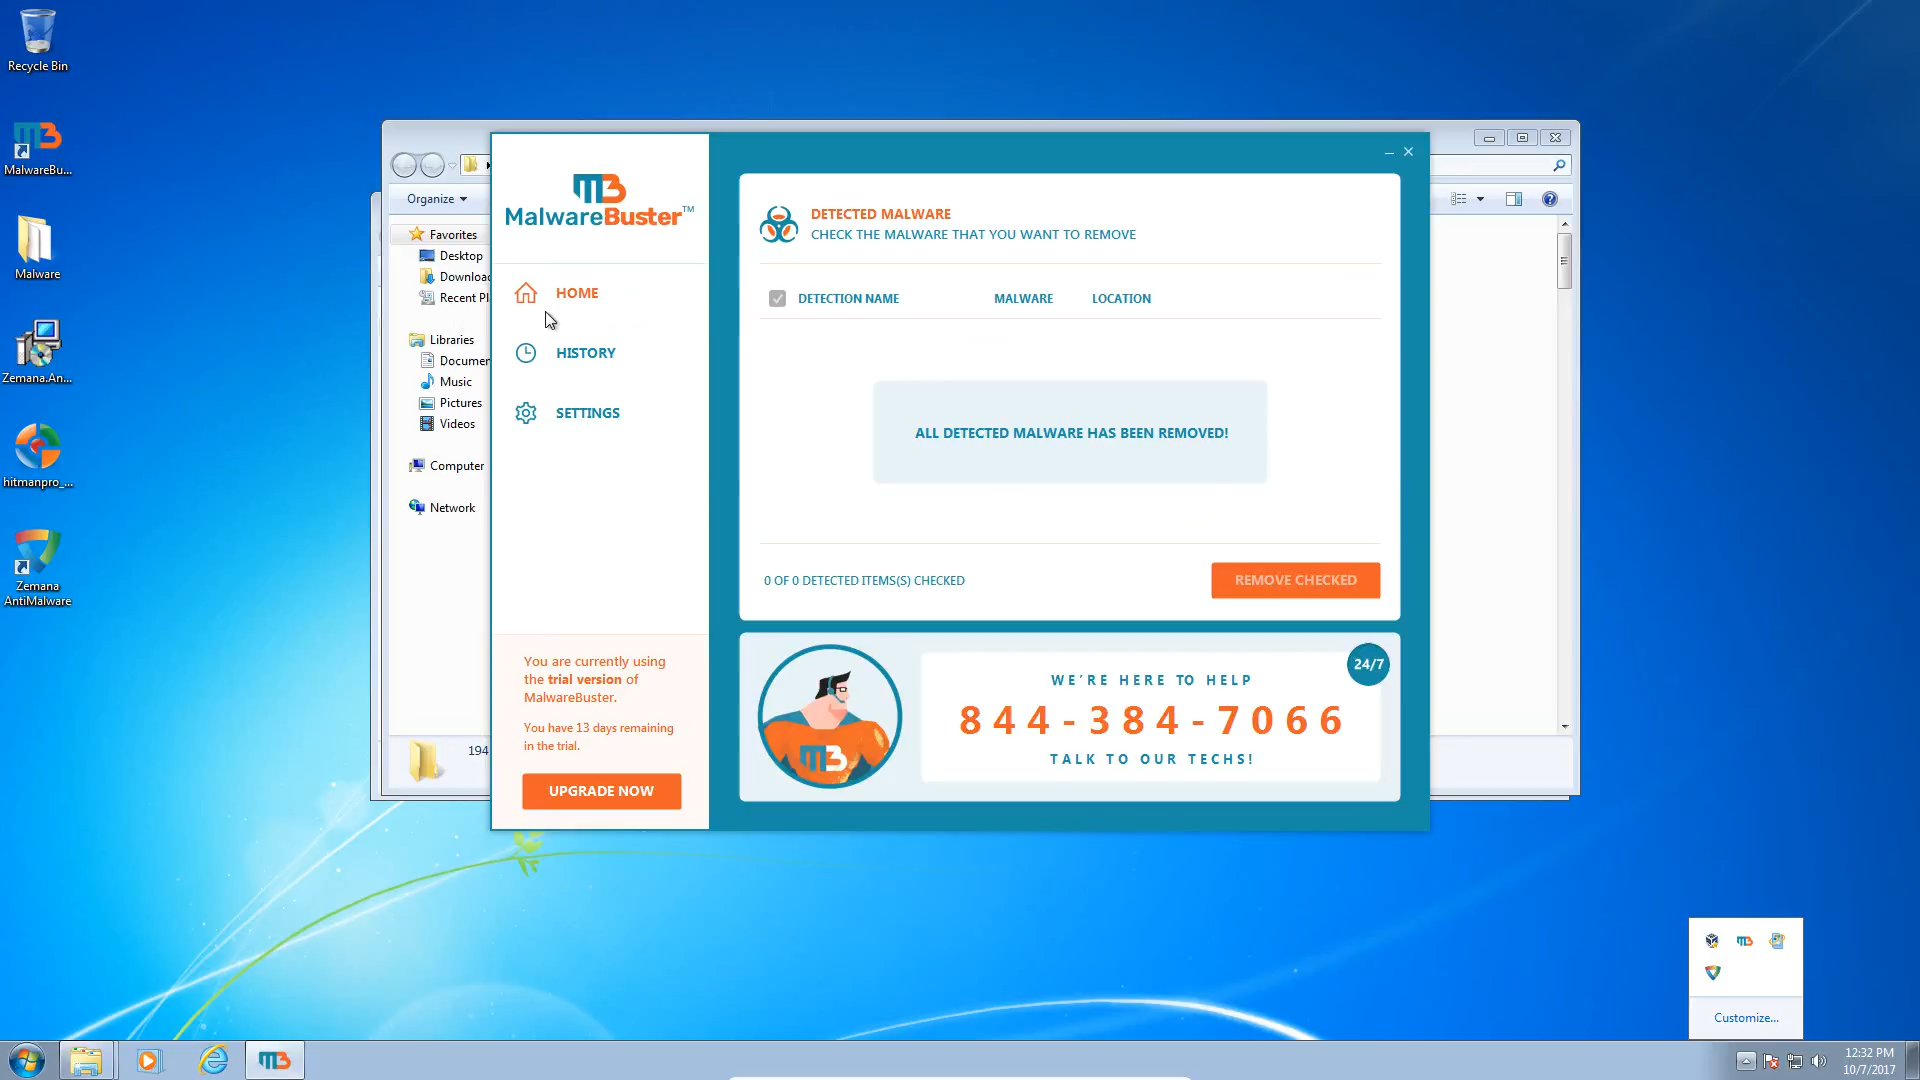 Recycle Bin
MalwareBu...
Malware
Zemana.An...
hitmanpro_...
Zemana
AntiMalware
Organize
Favorites
Desktop
Recent Pl
Libraries
Music
Pictures
Videos
Computer
Network
194
MalwareBuster™
HOME
HISTORY
SETTINGS
You are currently using
the trial version of
MalwareBuster.
You have 13 days remaining
in the trial.
UPGRADE NOW
DETECTED MALWARE
CHECK THE MALWARE THAT YOU WANT TO REMOVE
DETECTION NAME MALWARE LOCATION
ALL DETECTED MALWARE HAS BEEN REMOVED!
0 OF 0 DETECTED ITEMS(S) CHECKED
REMOVE CHECKED
24/7
WE'RE HERE TO HELP
844-384-7066
TALK TO OUR TECHS!
Customize...
12:32 PM
10/7/2017